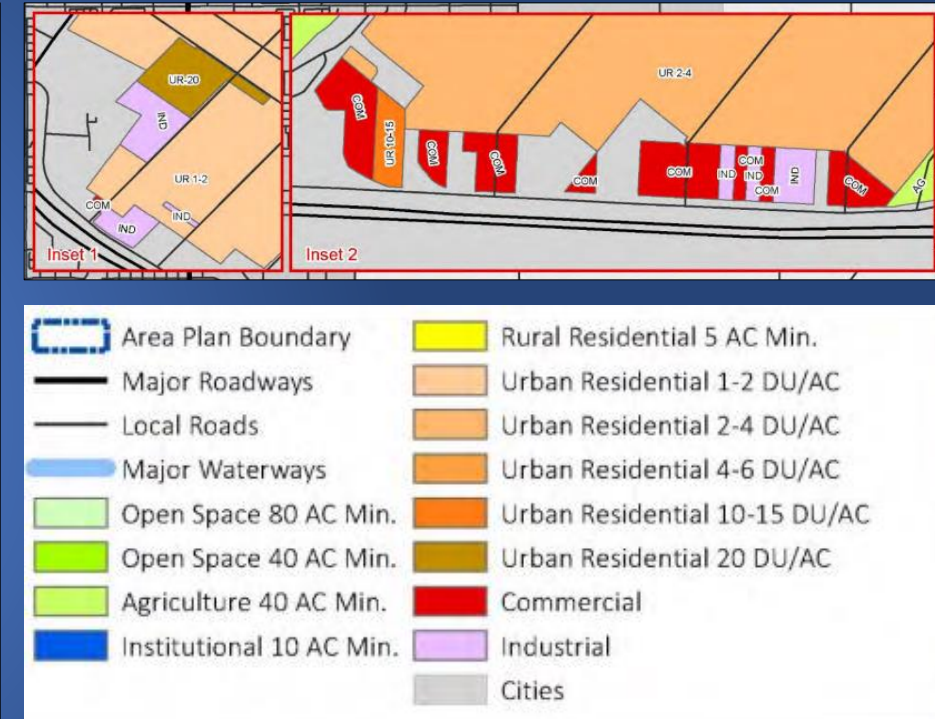 UR-20
IND
UR 1-2
COM
IND
IND
Inset 1
UR 2-4
COM
UR 10-15
COM
COM
COM
COM
IND
COM
IND
COM
IND
COM
AG
Inset 2
Area Plan Boundary
Major Roadways
Local Roads
Major Waterways
Open Space 80 AC Min.
Open Space 40 AC Min.
Agriculture 40 AC Min.
Institutional 10 AC Min.
Rural Residential 5 AC Min.
Urban Residential 1-2 DU/AC
Urban Residential 2-4 DU/AC
Urban Residential 4-6 DU/AC
Urban Residential 10-15 DU/AC
Urban Residential 20 DU/AC
Commercial
Industrial
Cities